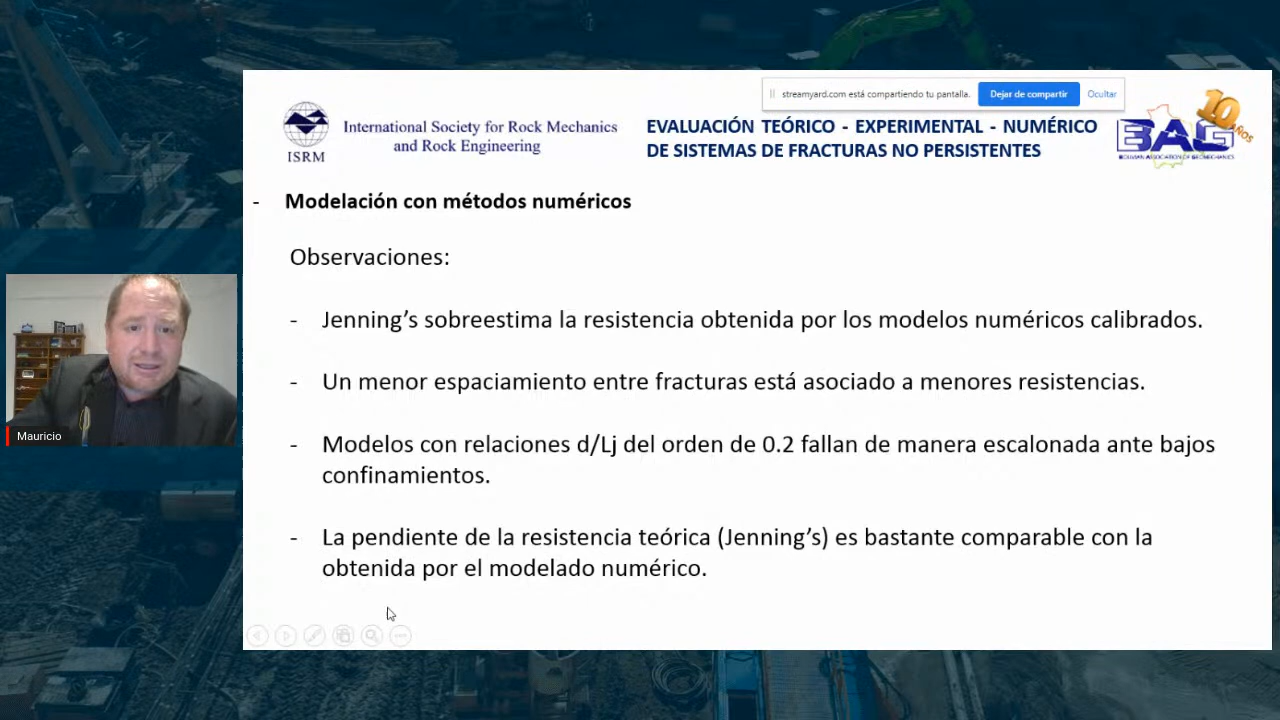 streamyard.com está compartiendo tu pantalla.
Dejar de compartir
Ocultar
ISRM
International Society for Rock Mechanics
and Rock Engineering
EVALUACIÓN TEÓRICO - EXPERIMENTAL - NUMÉRICO
DE SISTEMAS DE FRACTURAS NO PERSISTENTES
10 AÑOS
BAG
BOLIVIAN ASSOCIATION OF GEOMECHANICS
- Modelación con métodos numéricos
Observaciones:
- Jenning’s sobreestima la resistencia obtenida por los modelos numéricos calibrados.
- Un menor espaciamiento entre fracturas está asociado a menores resistencias.
- Modelos con relaciones d/Lj del orden de 0.2 fallan de manera escalonada ante bajos
confinamientos.
- La pendiente de la resistencia teórica (Jenning’s) es bastante comparable con la
obtenida por el modelado numérico.
Mauricio